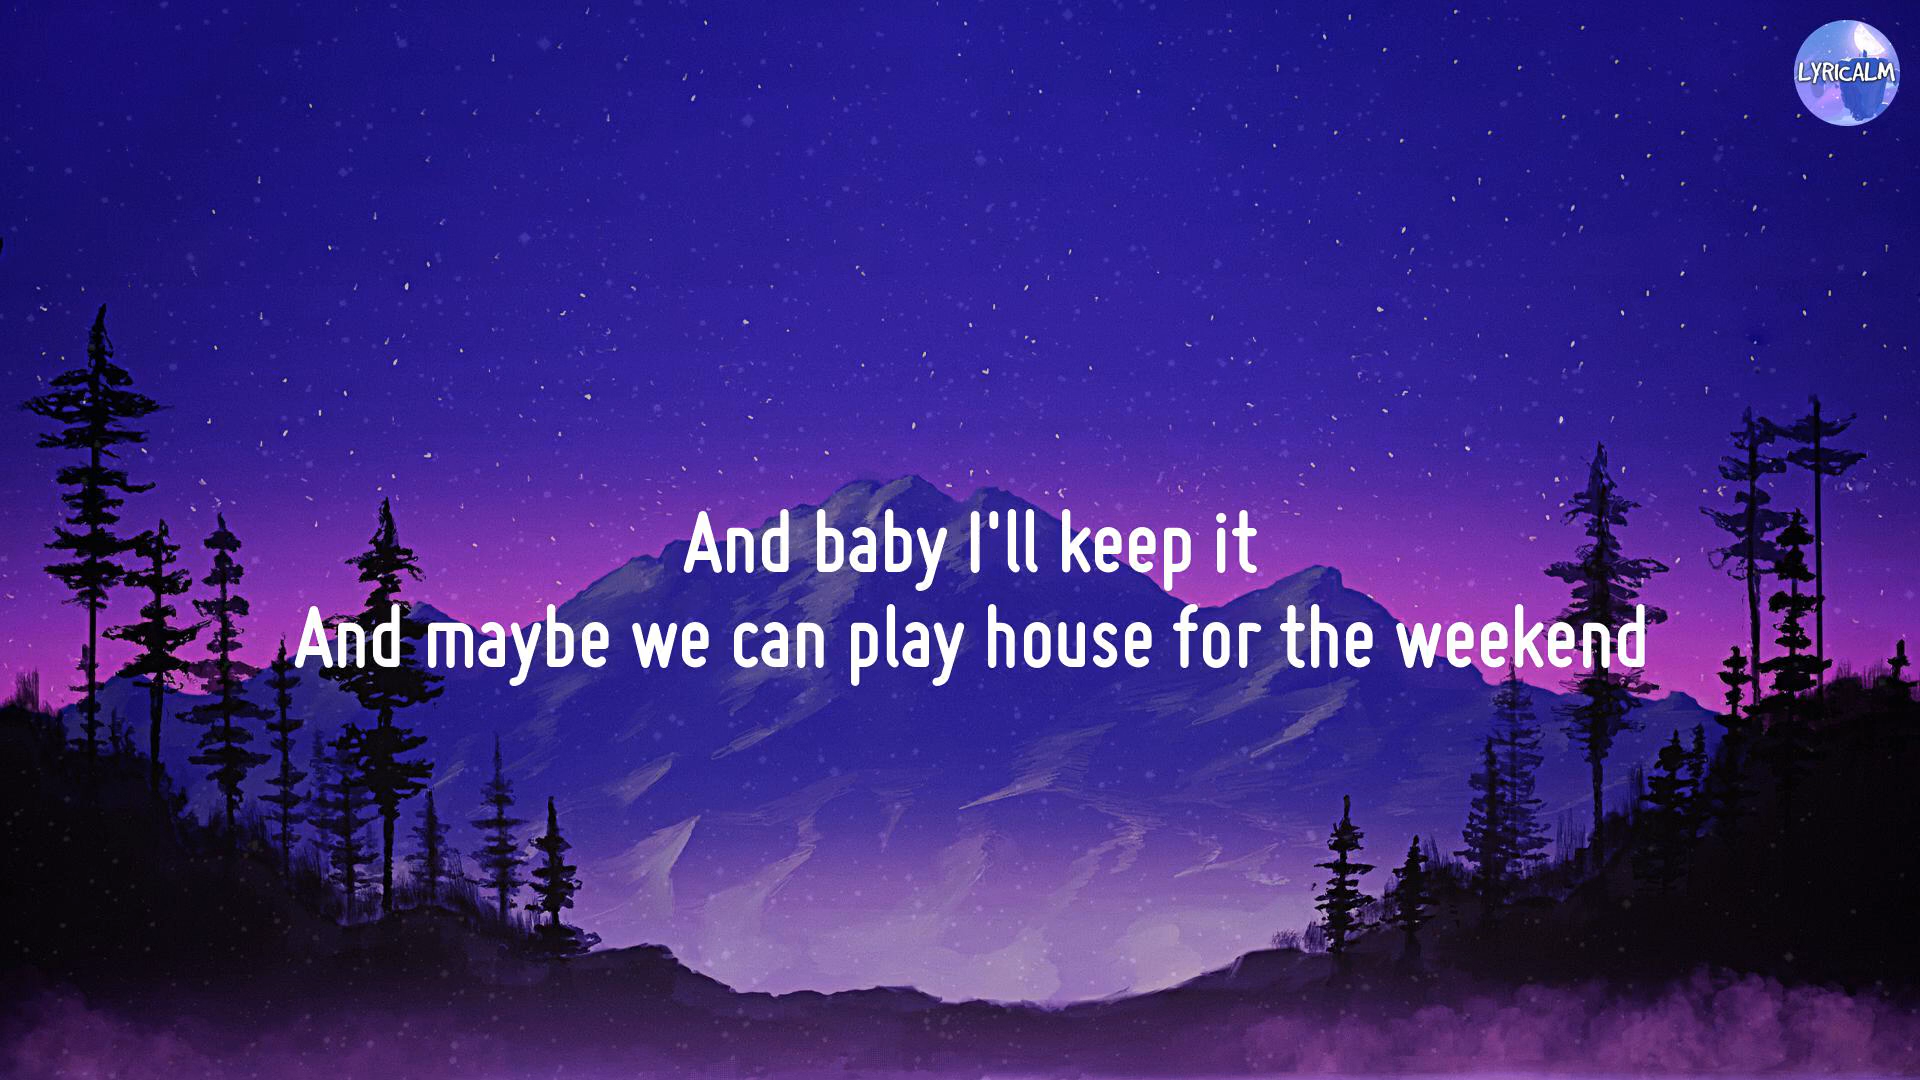 LYRICALM
And baby I'll keep it
And maybe we can play house for the weekend